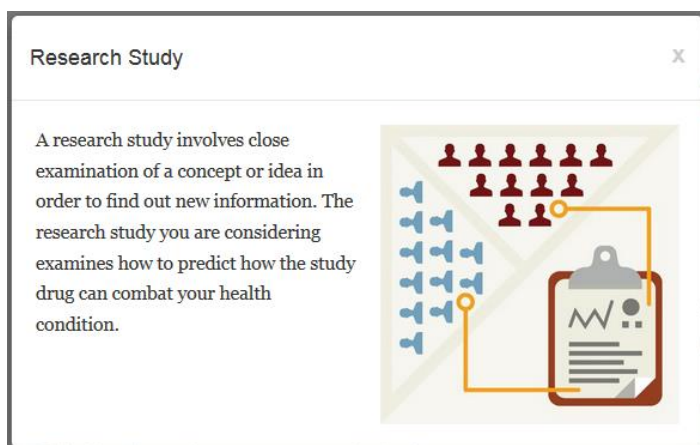 Research Study
X
A research study involves close
examination of a concept or idea in
order to find out new information. The
research study you are considering
examines how to predict how the study
drug can combat your health
condition.